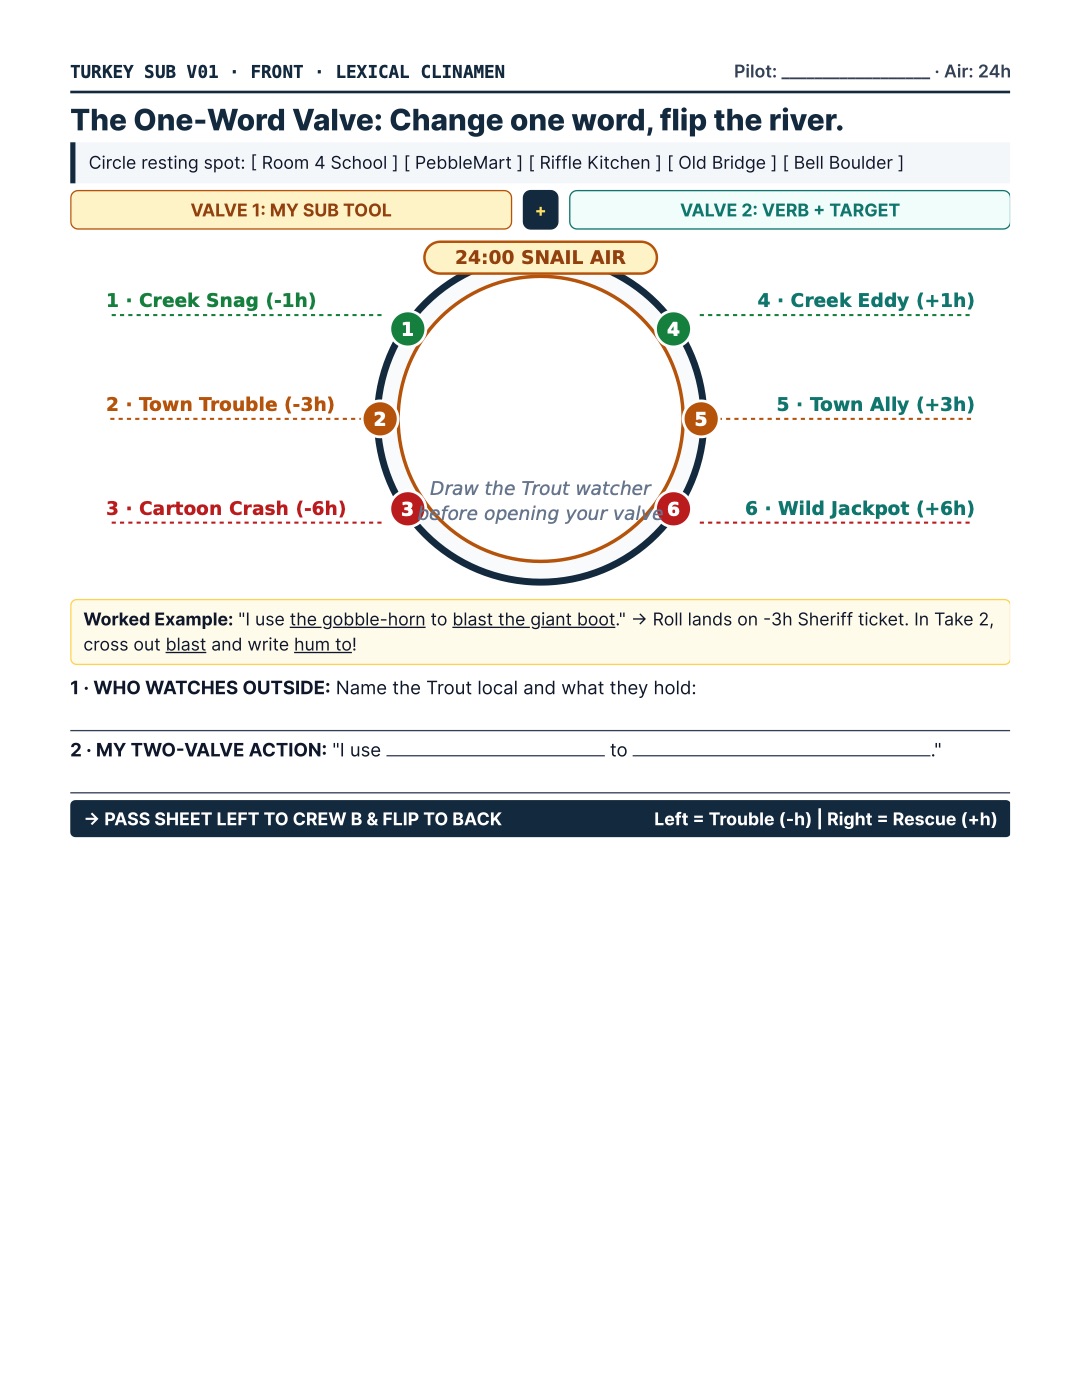 TURKEY SUB V01 · FRONT · LEXICAL CLINAMEN
Pilot: _________________ · Air: 24h
The One-Word Valve: Change one word, flip the river.
Circle resting spot: [ Room 4 School ] [ PebbleMart ] [ Riffle Kitchen ] [ Old Bridge ] [ Bell Boulder ]
VALVE 1: MY SUB TOOL
+
VALVE 2: VERB + TARGET
24:00 SNAIL AIR
1 · Creek Snag (-1h)
1
4
4 · Creek Eddy (+1h)
2 · Town Trouble (-3h)
2
5
5 · Town Ally (+3h)
3 · Cartoon Crash (-6h)
3
6
6 · Wild Jackpot (+6h)
Draw the Trout watcher
before opening your valve
Worked Example: "I use the gobble-horn to blast the giant boot." → Roll lands on -3h Sheriff ticket. In Take 2,
cross out blast and write hum to!
1 · WHO WATCHES OUTSIDE: Name the Trout local and what they hold:
2 · MY TWO-VALVE ACTION: "I use _________________________ to __________________________________."
→ PASS SHEET LEFT TO CREW B & FLIP TO BACK
Left = Trouble (-h) | Right = Rescue (+h)